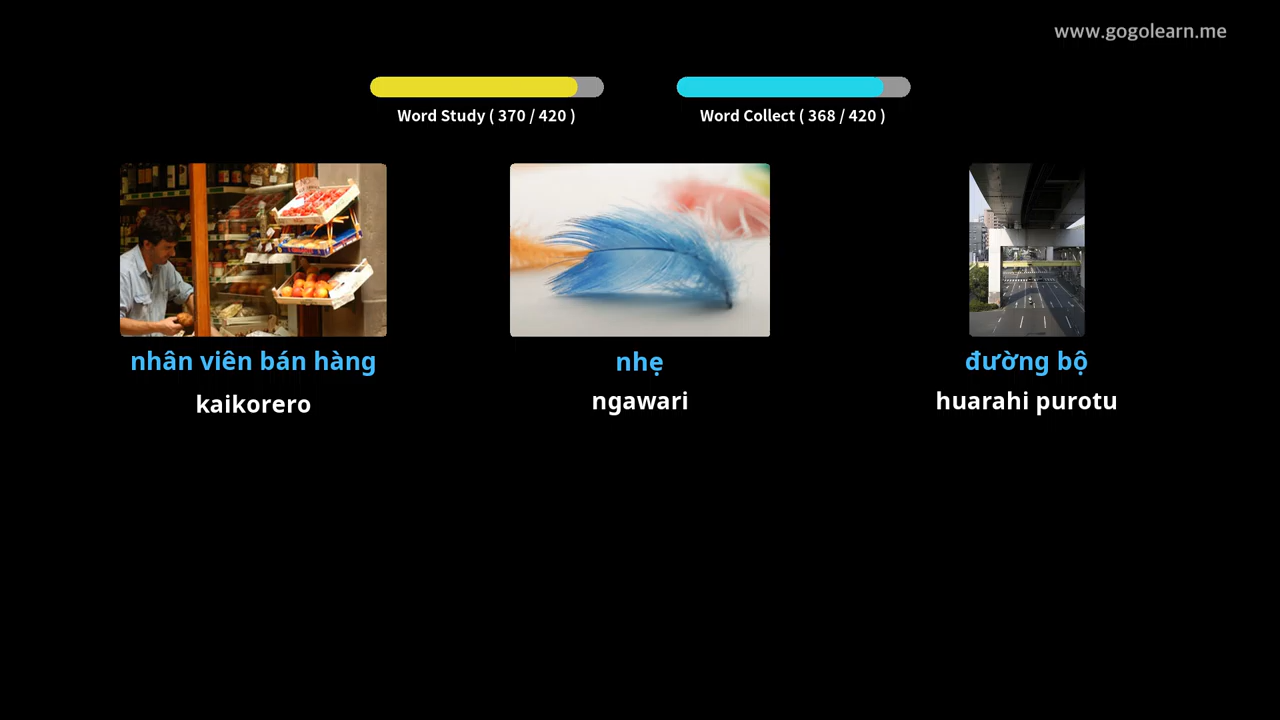 www.gogolearn.me
Word Study ( 370 / 420 )
Word Collect ( 368 / 420 )
nhân viên bán hàng
nhẹ
đường bộ
kaikorero
ngawari
huarahi purotu